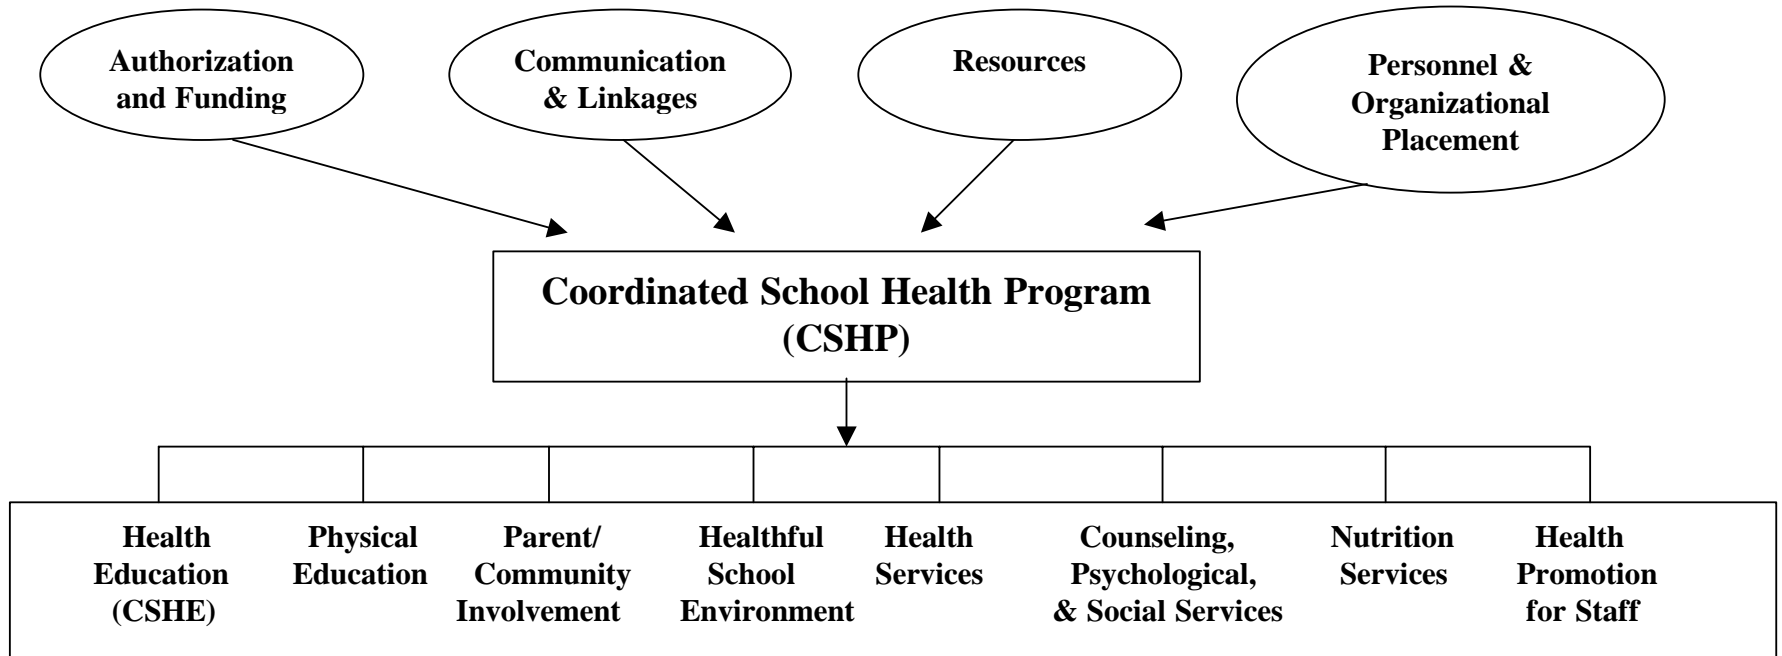 Authorization
and Funding
Communication
& Linkages
Resources
Personnel &
Organizational
Placement
Coordinated School Health Program
(CSHP)
Health
Education
(CSHE)
Physical
Education
Parent/
Community
Involvement
Healthful
School
Environment
Health
Services
Counseling,
Psychological,
& Social Services
Nutrition
Services
Health
Promotion
for Staff